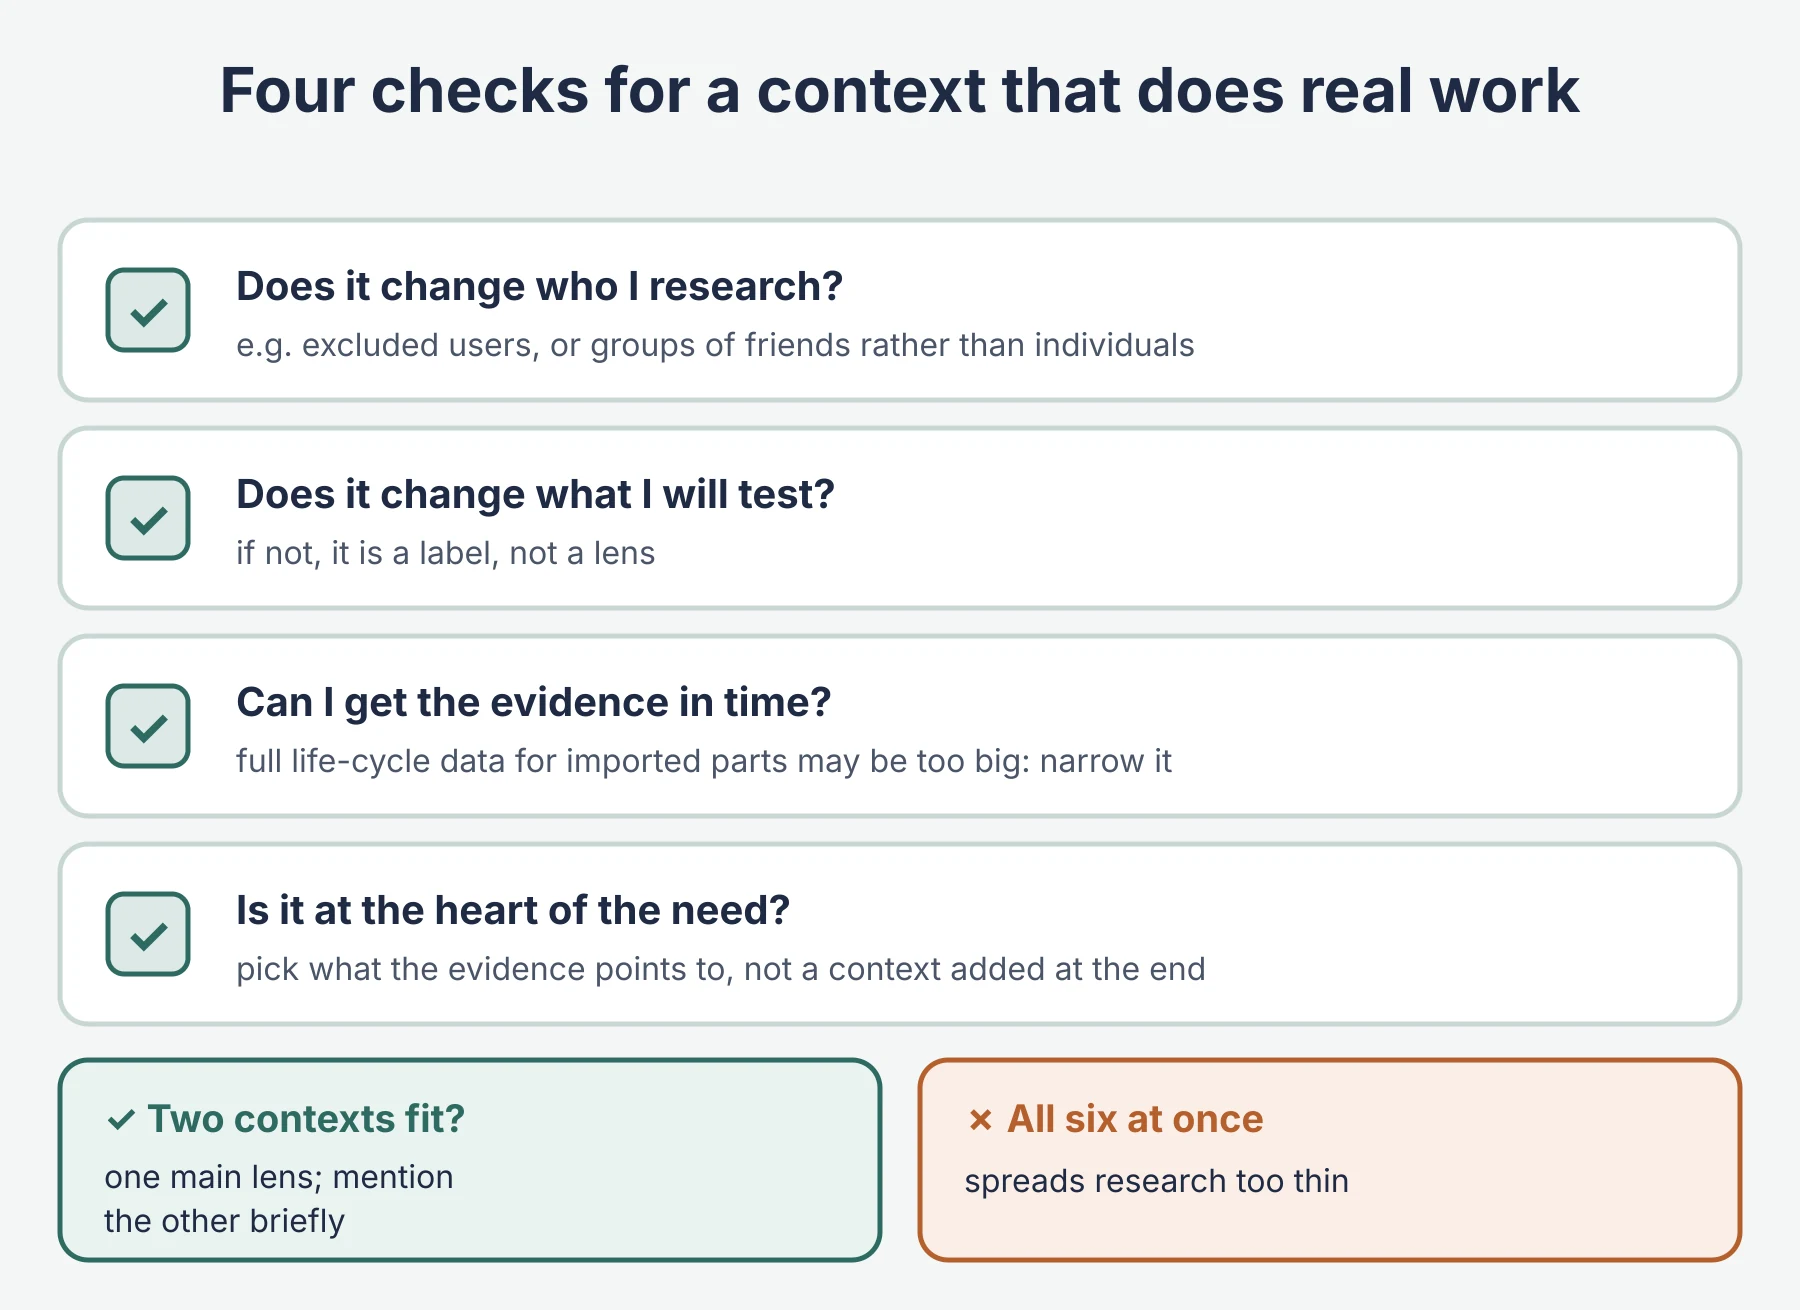 Four checks for a context that does real work
Does it change who I research?
e.g. excluded users, or groups of friends rather than individuals
Does it change what I will test?
if not, it is a label, not a lens
Can I get the evidence in time?
full life-cycle data for imported parts may be too big: narrow it
Is it at the heart of the need?
pick what the evidence points to, not a context added at the end
✓ Two contexts fit?
one main lens; mention
the other briefly
× All six at once
spreads research too thin